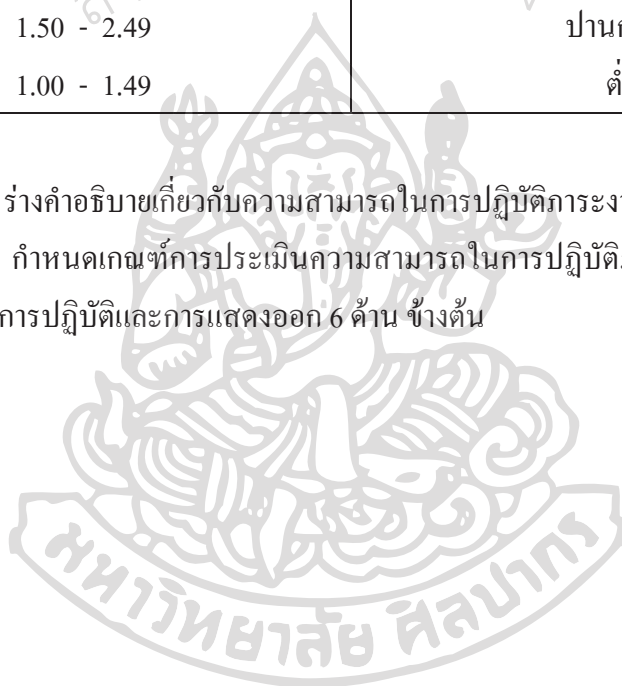 1.50 - 2.49 ปาน
1.00 - 1.49 ต่
ร่างคำอธิบายเกี่ยวกับความสามารถในการปฏิบัติภาระ
กำหนดเกณฑ์การประเมินความสามารถในการปฏิบัติ
การปฏิบัติและการแสดงออก 6 ด้าน ข้างต้น
มหาวิทยาลัย ศิลปากร